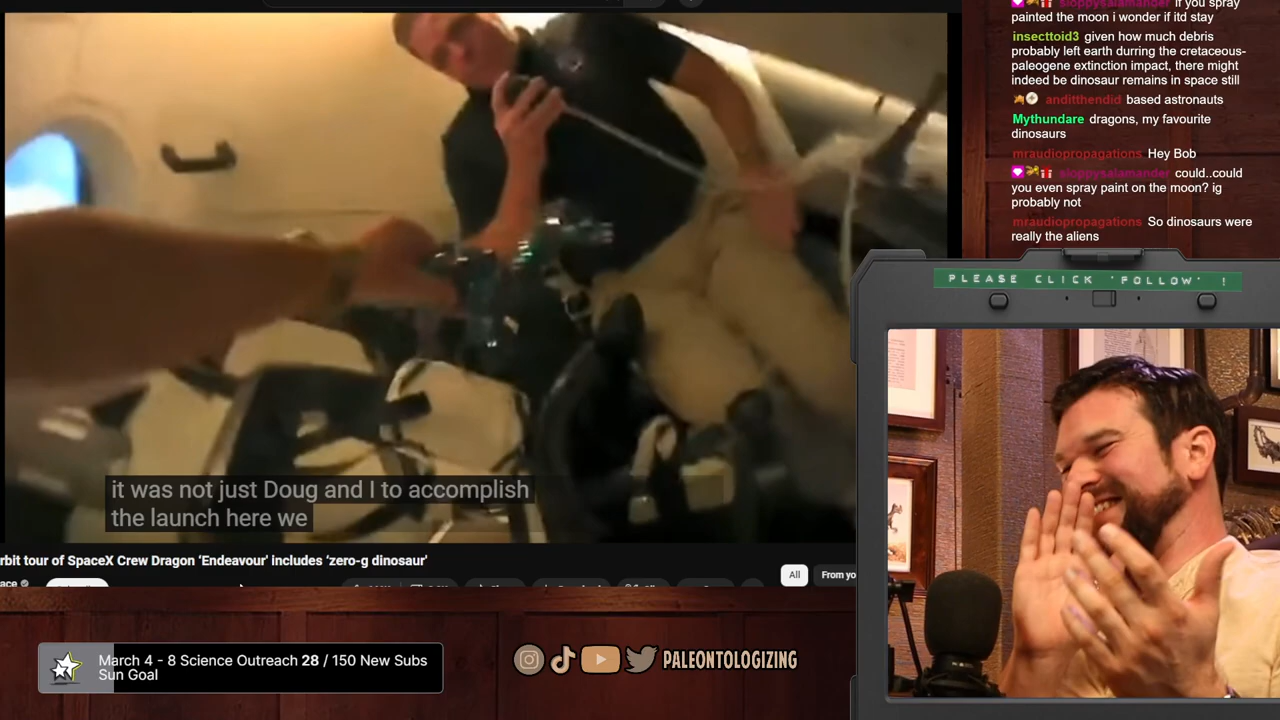 sloppysalamander if you spray
painted the moon i wonder if itd stay
insecttoid3 given how much debris
probably left earth durring the cretaceous-
paleogene extinction impact, there might
indeed be dinosaur remains in space still
anditthendid based astronauts
Mythundare dragons, my favourite
dinosaurs
mraudiopropagations Hey Bob
sloppysalamander could..could
you even spray paint on the moon? ig
probably not
mraudiopropagations So dinosaurs were
really the aliens
PLEASE CLICK 'FOLLOW' !
it was not just Doug and I to accomplish
the launch here we
rbit tour of SpaceX Crew Dragon ‘Endeavour’ includes ‘zero-g dinosaur’
ace
All
From yo
March 4 - 8 Science Outreach 28 / 150 New Subs
Sun Goal
PALEONTOLOGIZING